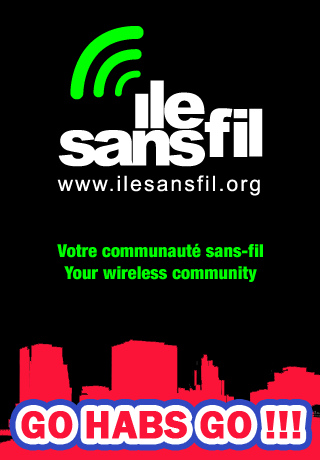 ile
sansfil
www.ilesansfil.org
Votre communauté sans-fil
Your wireless community
GO HABS GO !!!